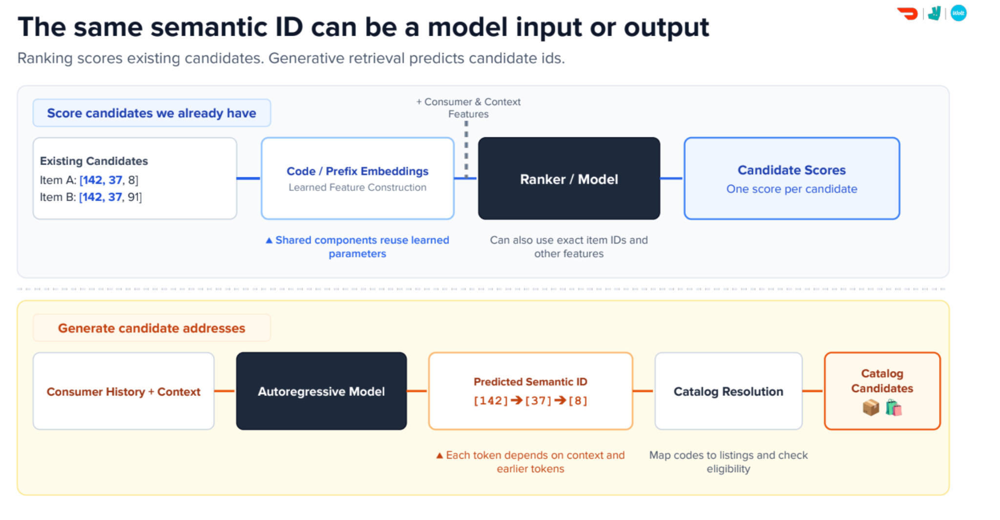 The same semantic ID can be a model input or output
Wolt
Ranking scores existing candidates. Generative retrieval predicts candidate ids.
Score candidates we already have
+ Consumer & Context
Features
Existing Candidates
Item A: [142, 37, 8]
Item B: [142, 37, 91]
Code / Prefix Embeddings
Learned Feature Construction
Ranker / Model
Candidate Scores
One score per candidate
▲ Shared components reuse learned
parameters
Can also use exact item IDs and
other features
Generate candidate addresses
Consumer History + Context
Autoregressive Model
Predicted Semantic ID
[142]➔[37]➔[8]
Catalog Resolution
Catalog
Candidates
▲ Each token depends on context and
earlier tokens
Map codes to listings and check
eligibility